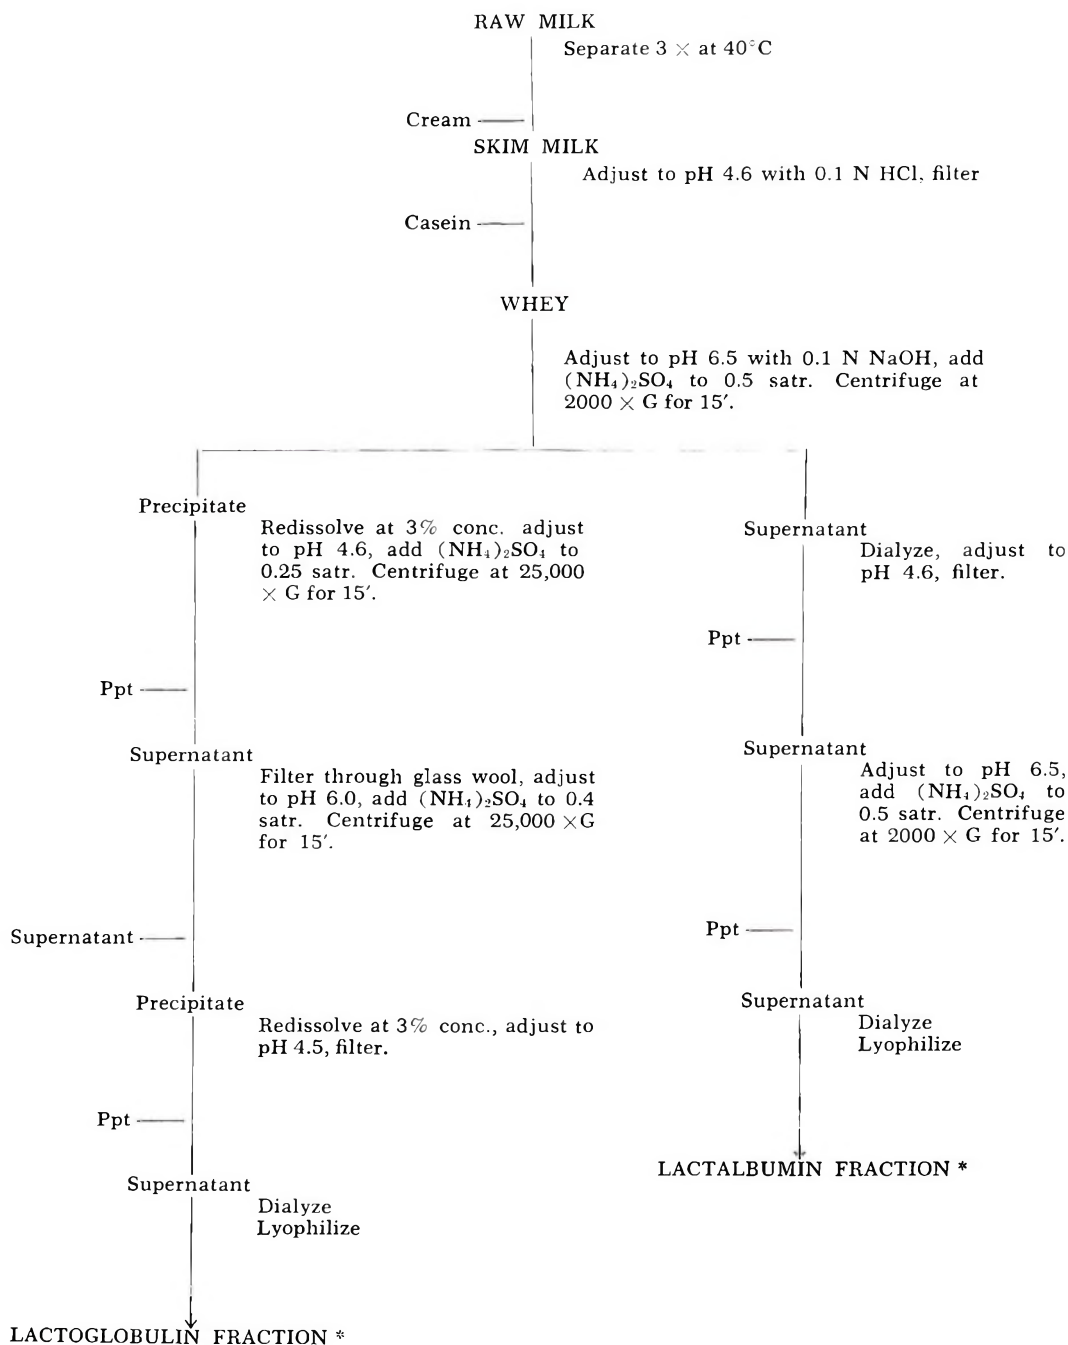 RAW MILK
Separate 3 × at 40°C
Cream
SKIM MILK
Adjust to pH 4.6 with 0.1 N HCl, filter
Casein
WHEY
Adjust to pH 6.5 with 0.1 N NaOH, add
(NH₄)₂SO₄ to 0.5 satr. Centrifuge at
2000 × G for 15′.
Precipitate
Redissolve at 3% conc. adjust
to pH 4.6, add (NH₄)₂SO₄ to
0.25 satr. Centrifuge at 25,000
× G for 15′.
Ppt
Supernatant
Filter through glass wool, adjust
to pH 6.0, add (NH₄)₂SO₄ to 0.4
satr. Centrifuge at 25,000 ×G
for 15′.
Supernatant
Precipitate
Redissolve at 3% conc., adjust to
pH 4.5, filter.
Ppt
Supernatant
Dialyze
Lyophilize
LACTOGLOBULIN FRACTION *
Supernatant
Dialyze, adjust to
pH 4.6, filter.
Ppt
Supernatant
Adjust to pH 6.5,
add (NH₄)₂SO₄ to
0.5 satr. Centrifuge
at 2000 × G for 15′.
Ppt
Supernatant
Dialyze
Lyophilize
LACTALBUMIN FRACTION *